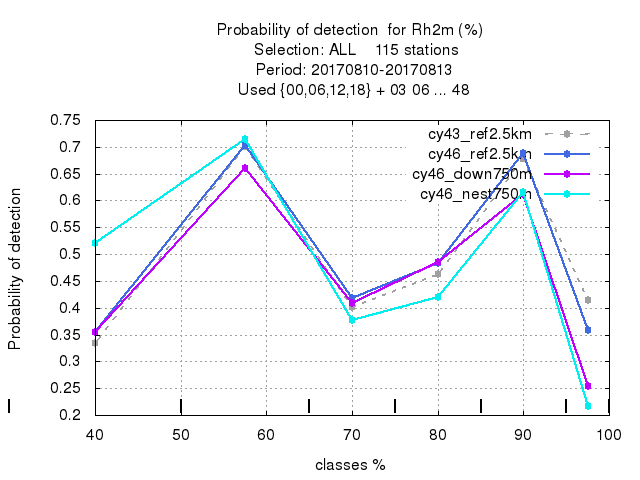 Probability of detection  for Rh2m (%)
Selection: ALL    115 stations
Period: 20170810-20170813
Used {00,06,12,18} + 03 06 ... 48
cy43_ref2.5km
cy46_ref2.5km
cy46_down750m
cy46_nest750m
Probability of detection
0.75
0.7
0.65
0.6
0.55
0.5
0.45
0.4
0.35
0.3
0.25
0.2
40 50 60 70 80 90 100
classes %